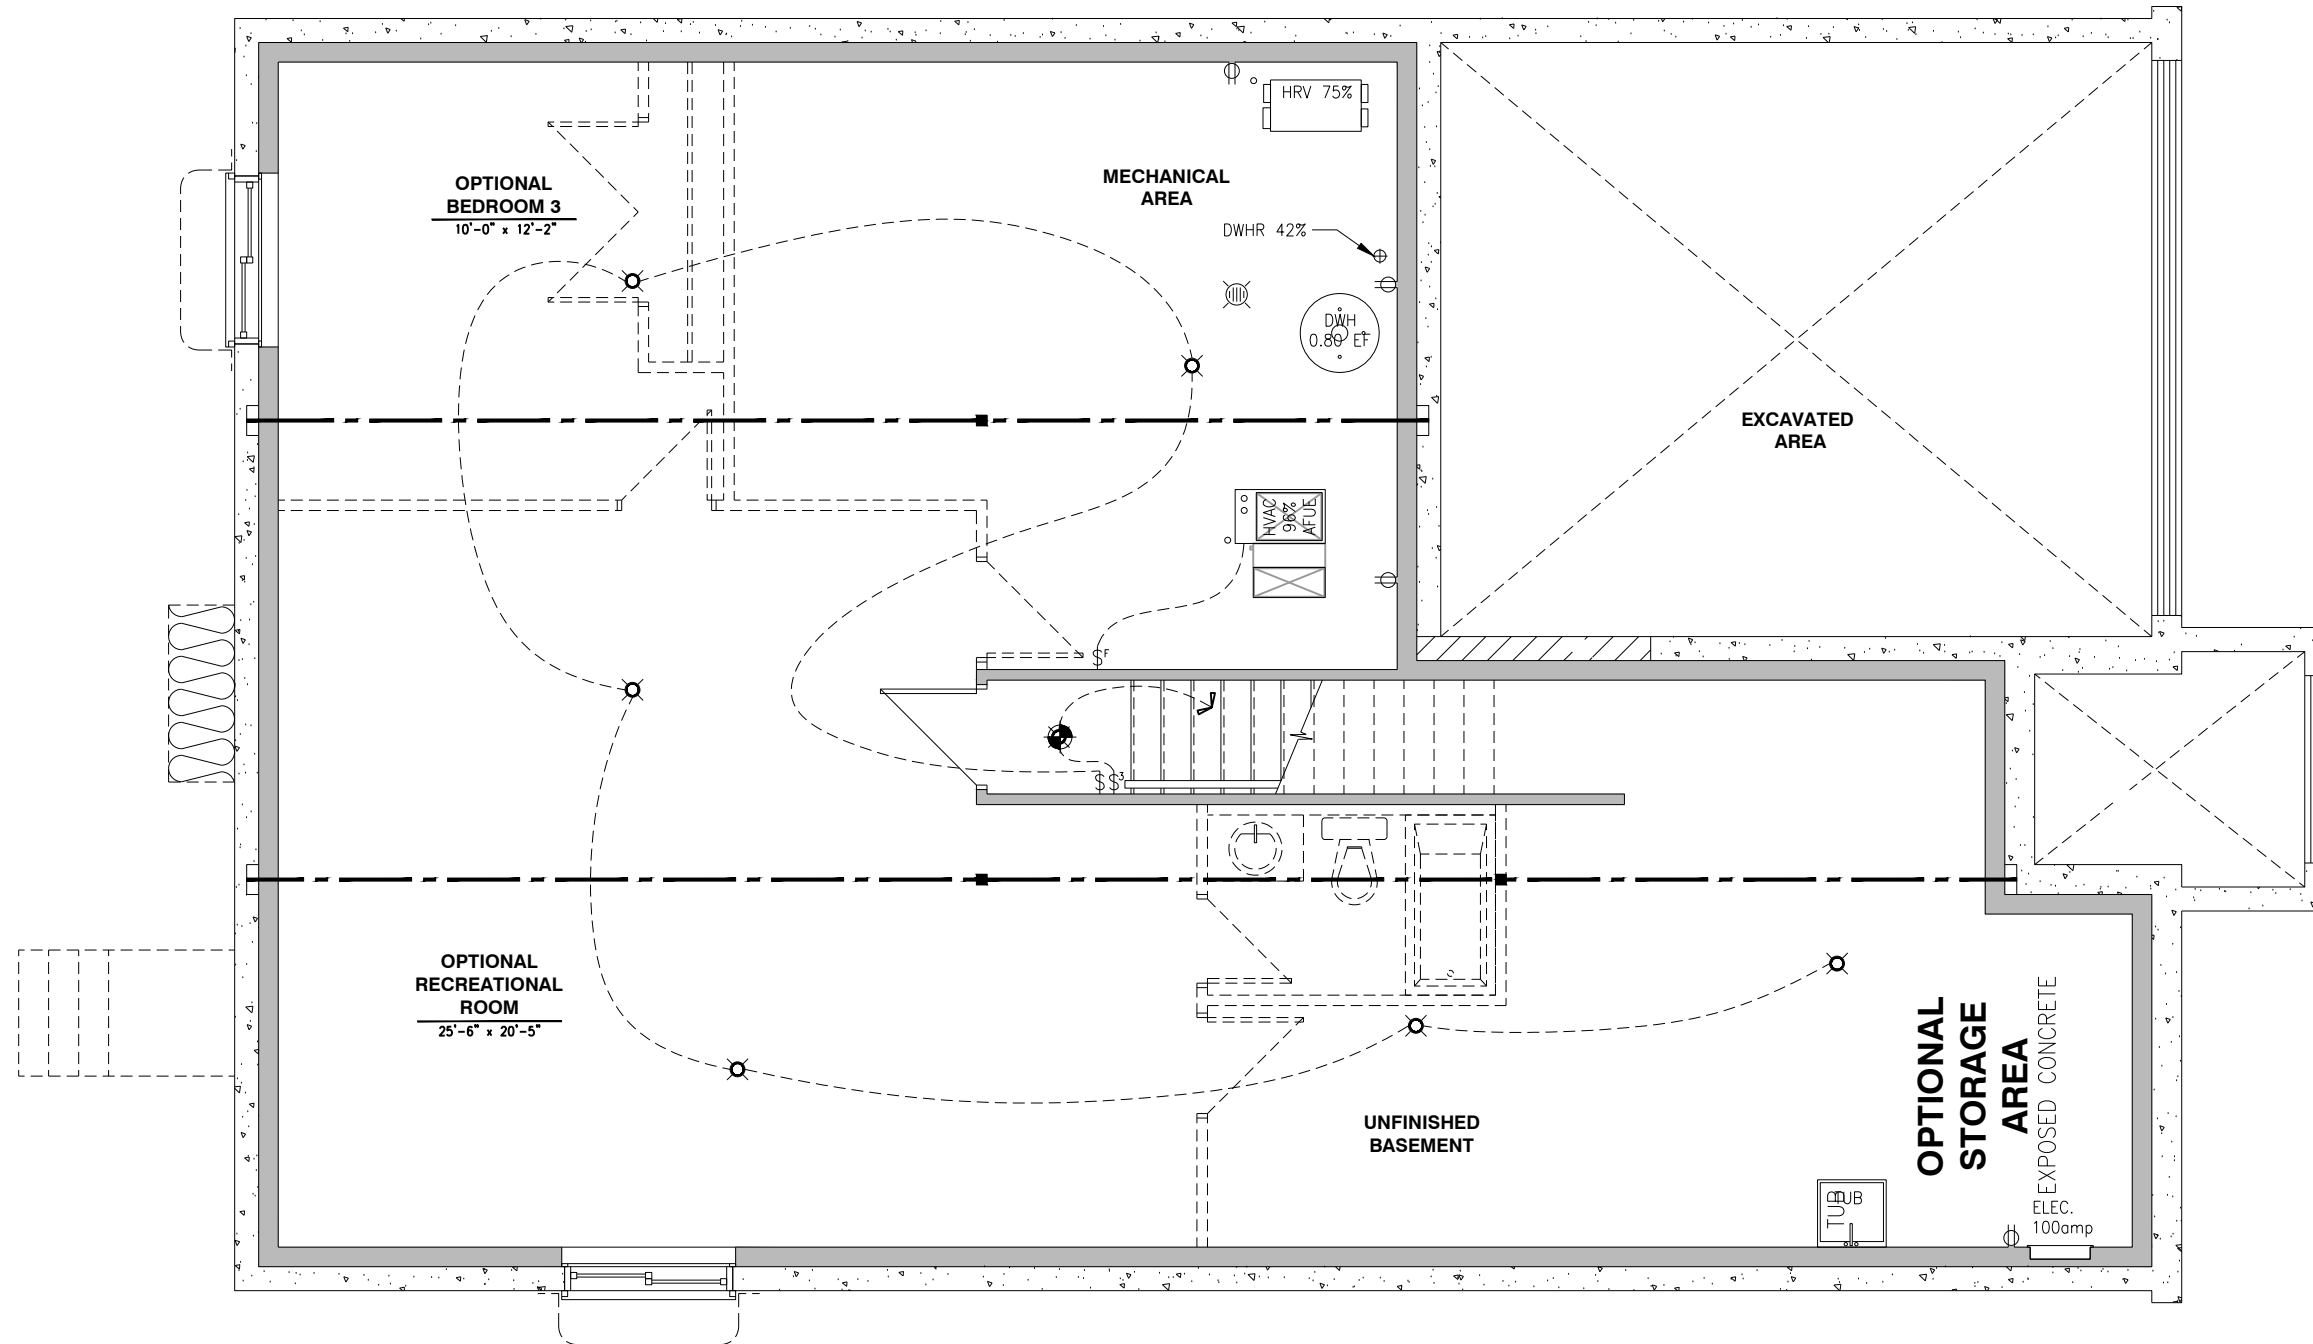 HRV 75%
OPTIONAL
BEDROOM 3
10'-0" x 12'-2"
MECHANICAL
AREA
DWHR 42%
DWH
0.80 EF
EXCAVATED
AREA
HVAC
96%
AFUE
$F
$$3
OPTIONAL
RECREATIONAL
ROOM
25'-6" x 20'-5"
UNFINISHED
BASEMENT
OPTIONAL
STORAGE
AREA
EXPOSED CONCRETE
TUB
TUB
ELEC.
100amp